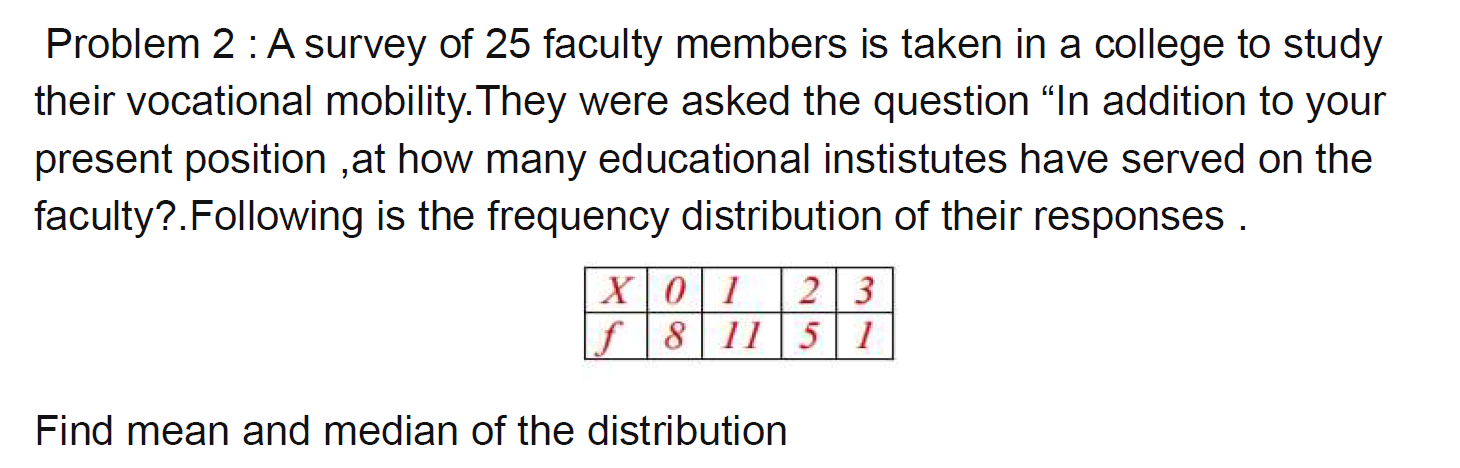 Problem 2 : A survey of 25 faculty members is taken in a college to study
their vocational mobility.They were asked the question “In addition to your
present position ,at how many educational instistutes have served on the
faculty?.Following is the frequency distribution of their responses .
X 0 1 2 3
f 8 11 5 1
Find mean and median of the distribution